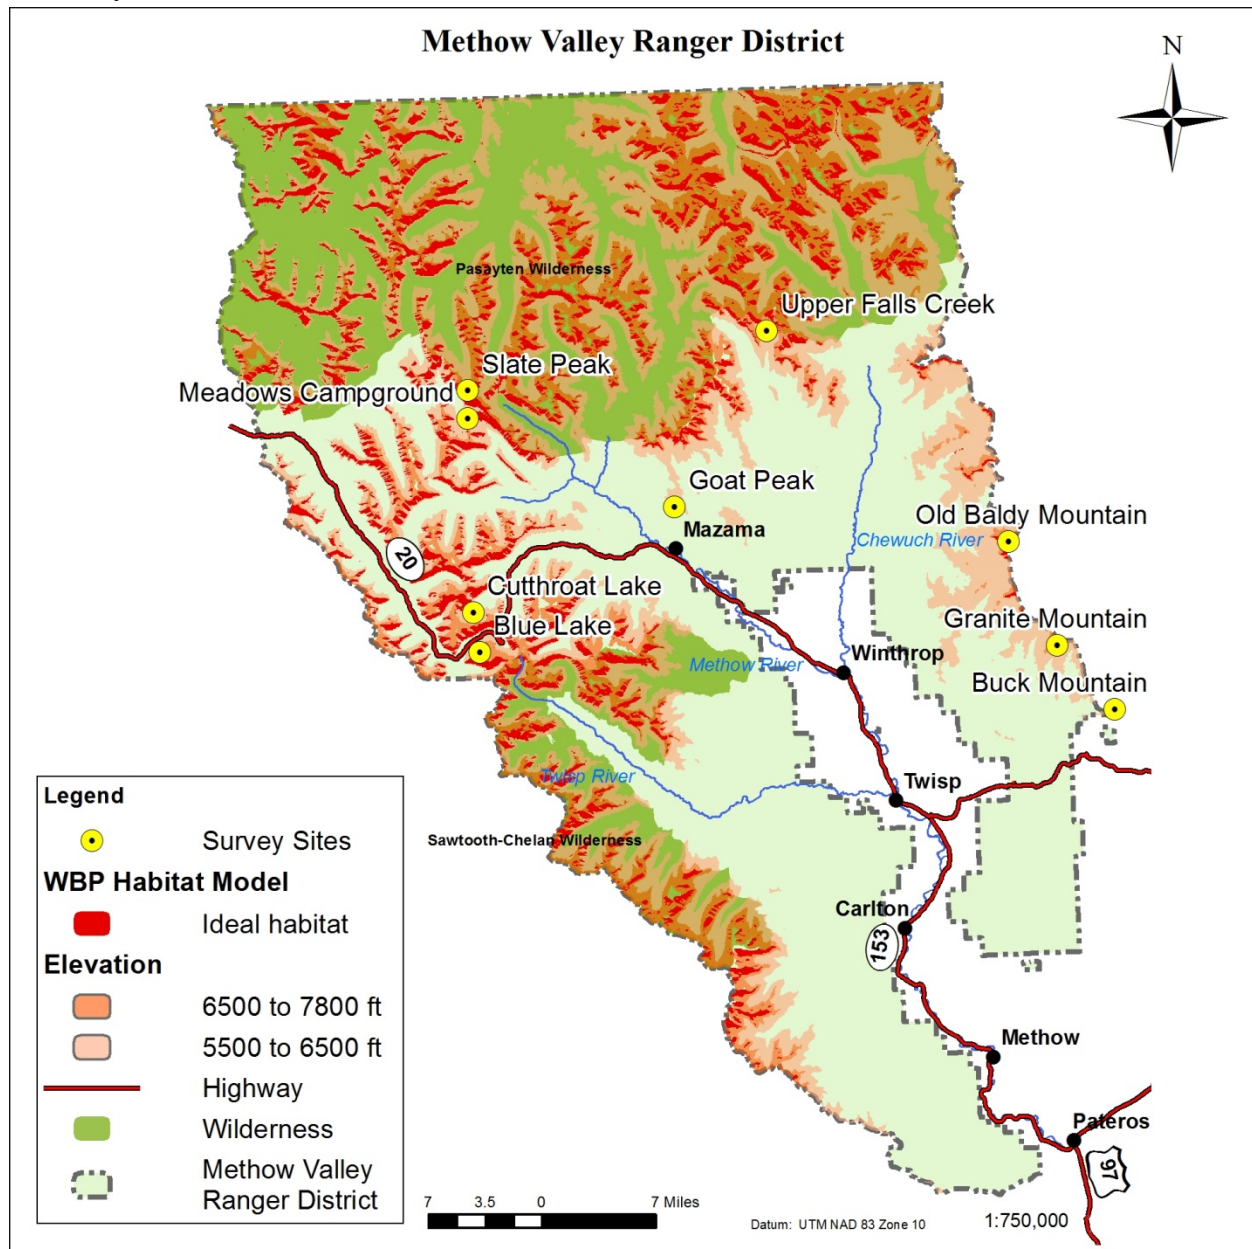 Methow Valley Ranger District
N
Pasayten Wilderness
Upper Falls Creek
Slate Peak
Meadows Campground
Goat Peak
Mazama
Old Baldy Mountain
Chewuch River
20
Cutthroat Lake
Blue Lake
Granite Mountain
Methow River
Winthrop
Buck Mountain
Twisp River
Twisp
Sawtooth-Chelan Wilderness
Carlton
153
Methow
Pateros
97
Legend
Survey Sites
WBP Habitat Model
Ideal habitat
Elevation
6500 to 7800 ft
5500 to 6500 ft
Highway
Wilderness
Methow Valley
Ranger District
7 3.5 0 7 Miles
Datum: UTM NAD 83 Zone 10
1:750,000